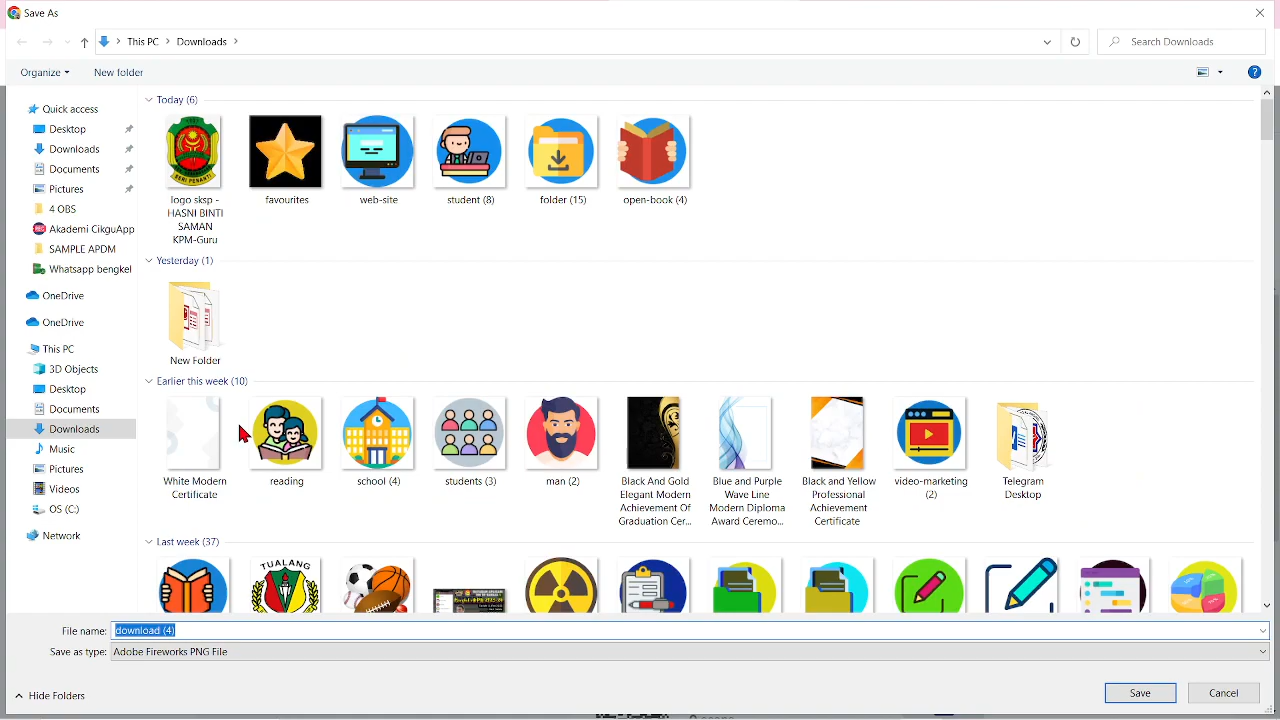 Save As
This PC
Downloads
Search Downloads
Organize
New folder
Quick access
Desktop
Downloads
Documents
Pictures
4 OBS
Akademi CikguApp
SAMPLE APDM
Whatsapp bengkel
OneDrive
OneDrive
This PC
3D Objects
Desktop
Documents
Downloads
Music
Pictures
Videos
OS (C:)
Network
Today (6)
logo sksp -
HASNI BINTI
SAMAN
KPM-Guru
favourites
web-site
student (8)
folder (15)
open-book (4)
Yesterday (1)
New Folder
Earlier this week (10)
White Modern
Certificate
reading
school (4)
students (3)
man (2)
Black And Gold
Elegant Modern
Achievement Of
Graduation Cer...
Blue and Purple
Wave Line
Modern Diploma
Award Ceremo...
Black and Yellow
Professional
Achievement
Certificate
video-marketing
(2)
Telegram
Desktop
Last week (37)
TUALANG
File name:
download (4)
Save as type:
Adobe Fireworks PNG File
Hide Folders
Save
Cancel